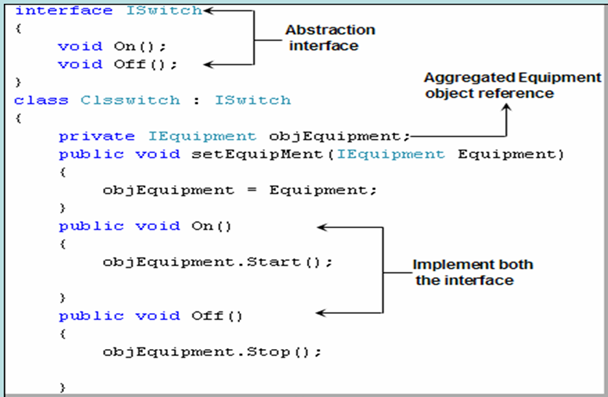 interface ISwitch
{
void On();
void Off();
}
class Clsswitch : ISwitch
{
private IEquipment objEquipment;
public void setEquipMent(IEquipment Equipment)
{
objEquipment = Equipment;
}
public void On()
{
objEquipment.Start();
}
public void Off()
{
objEquipment.Stop();
}
Abstraction
interface
Aggregated Equipment
object reference
Implement both
the interface